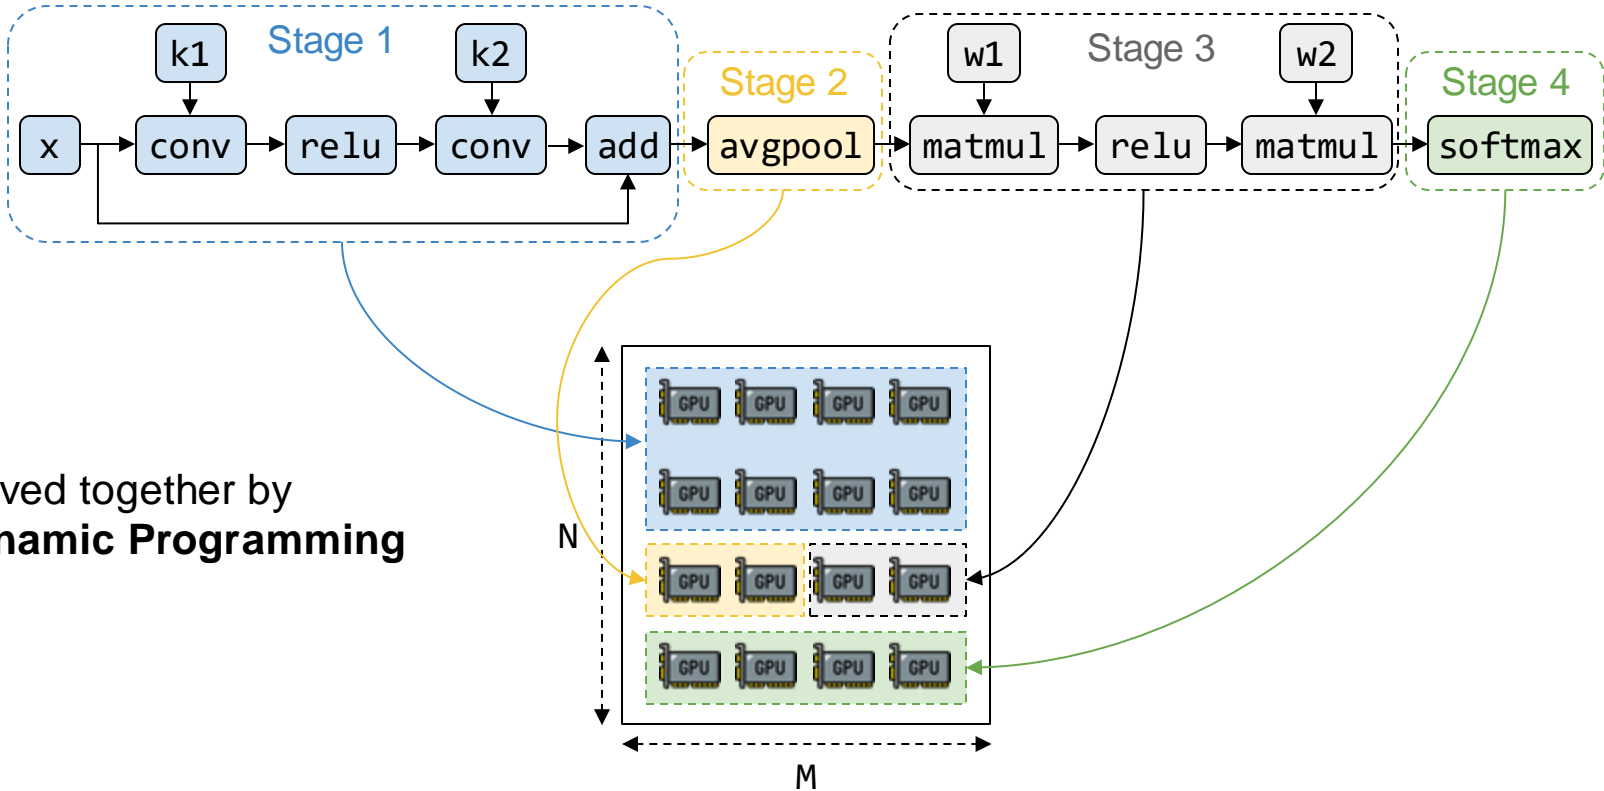 Stage 1
k1
k2
x
conv
relu
conv
add
Stage 2
avgpool
Stage 3
w1
w2
matmul
relu
matmul
Stage 4
softmax
ved together by
namic Programming
N
GPU GPU GPU GPU
GPU GPU GPU GPU
GPU GPU GPU GPU
GPU GPU GPU GPU
M